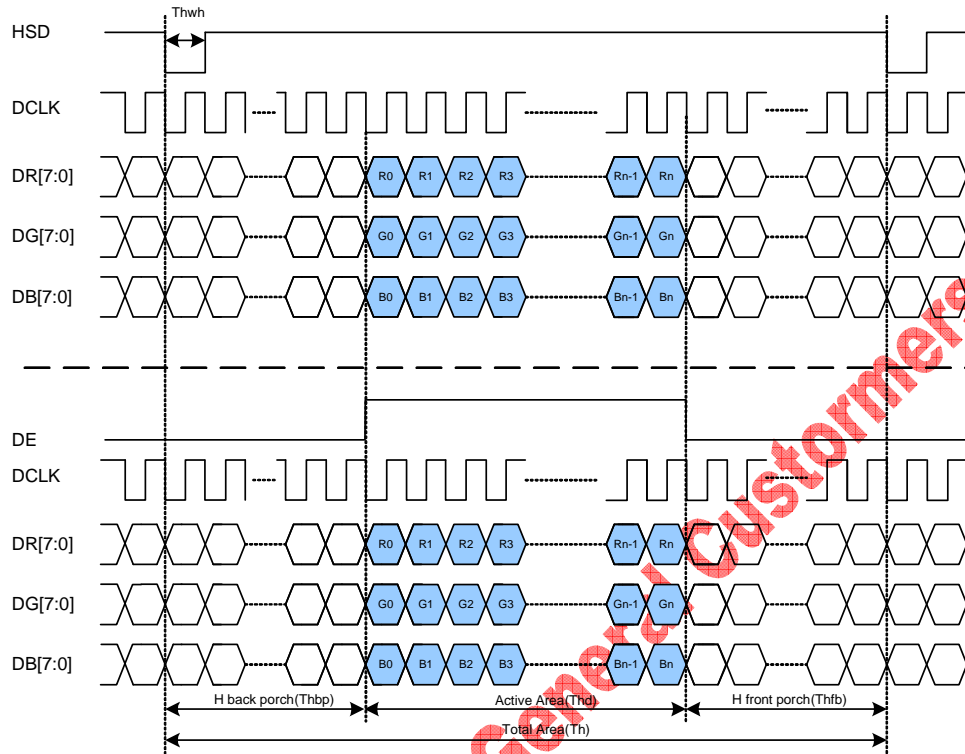 Thwh
HSD
DCLK
DR[7:0] R0 R1 R2 R3 Rn-1 Rn
DG[7:0] G0 G1 G2 G3 Gn-1 Gn
DB[7:0] B0 B1 B2 B3 Bn-1 Bn
DE
DCLK
DR[7:0] R0 R1 R2 R3 Rn-1 Rn
DG[7:0] G0 G1 G2 G3 Gn-1 Gn
DB[7:0] B0 B1 B2 B3 Bn-1 Bn
H back porch(Thbp) Active Area(Thd) H front porch(Thfb)
Total Area(Th)
General Custormers